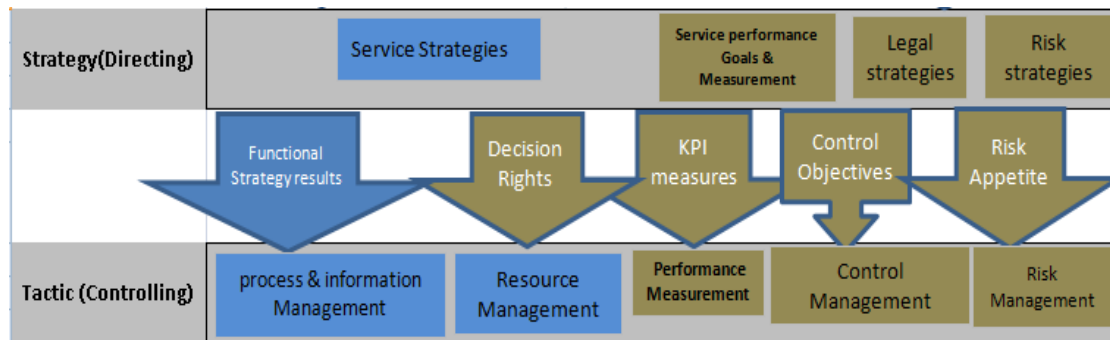 Strategy(Directing)
Service Strategies
Service performance
Goals &
Measurement
Legal
strategies
Risk
strategies
Functional
Strategy results
Decision
Rights
KPI
measures
Control
Objectives
Risk
Appetite
Tactic (Controlling)
process & information
Management
Resource
Management
Performance
Measurement
Control
Management
Risk
Management